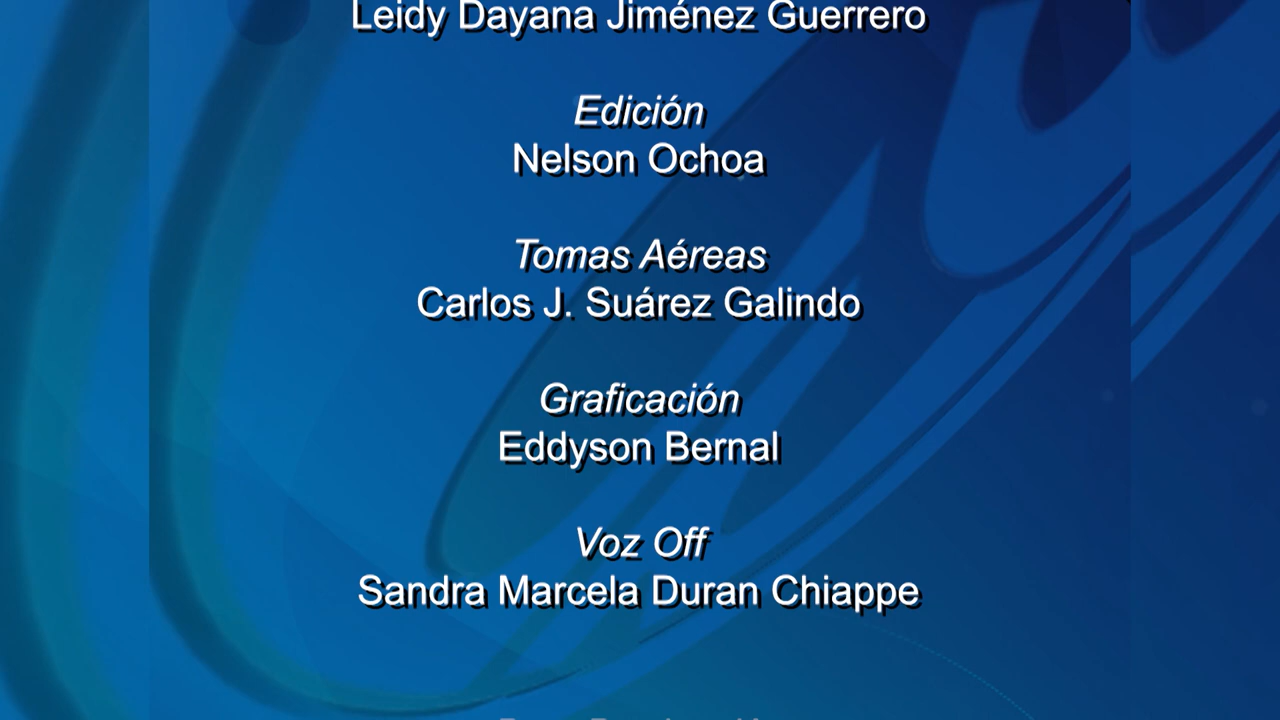 Leidy Dayana Jiménez Guerrero
Edición
Nelson Ochoa
Tomas Aéreas
Carlos J. Suárez Galindo
Graficación
Eddyson Bernal
Voz Off
Sandra Marcela Duran Chiappe